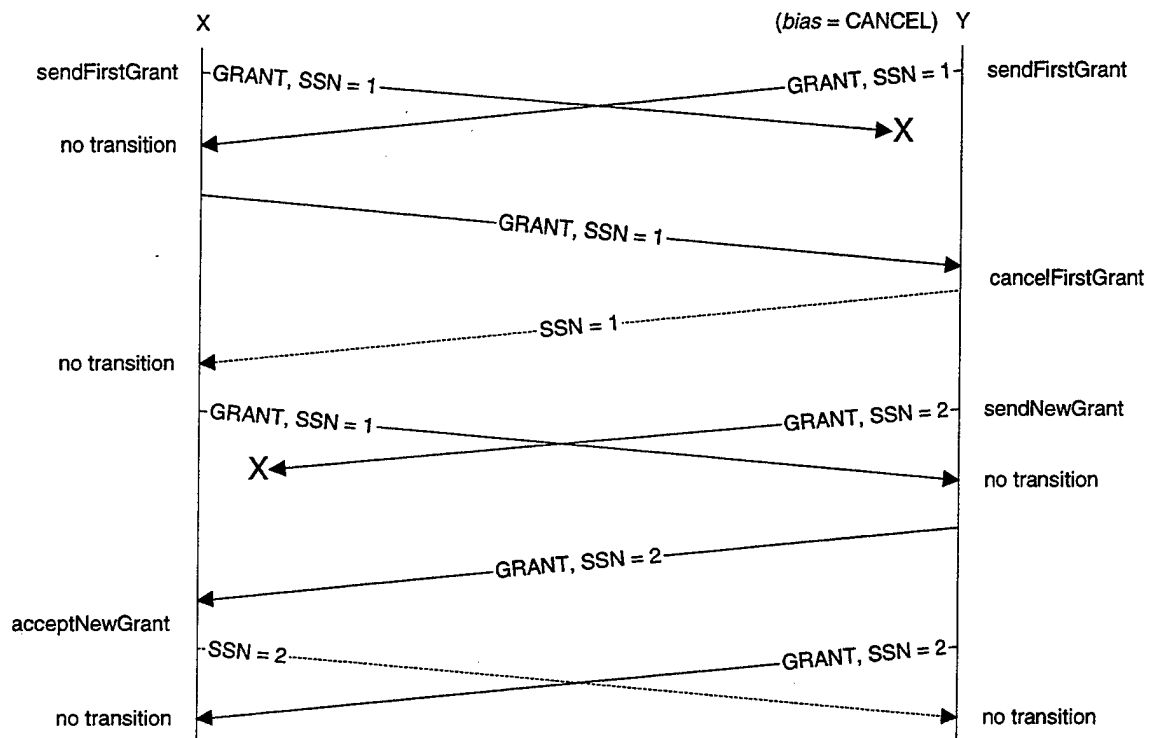 X
(bias = CANCEL) Y
sendFirstGrant
GRANT, SSN = 1
GRANT, SSN = 1
sendFirstGrant
X
no transition
GRANT, SSN = 1
cancelFirstGrant
SSN = 1
no transition
GRANT, SSN = 1
GRANT, SSN = 2
sendNewGrant
X
no transition
GRANT, SSN = 2
acceptNewGrant
SSN = 2
GRANT, SSN = 2
no transition
no transition